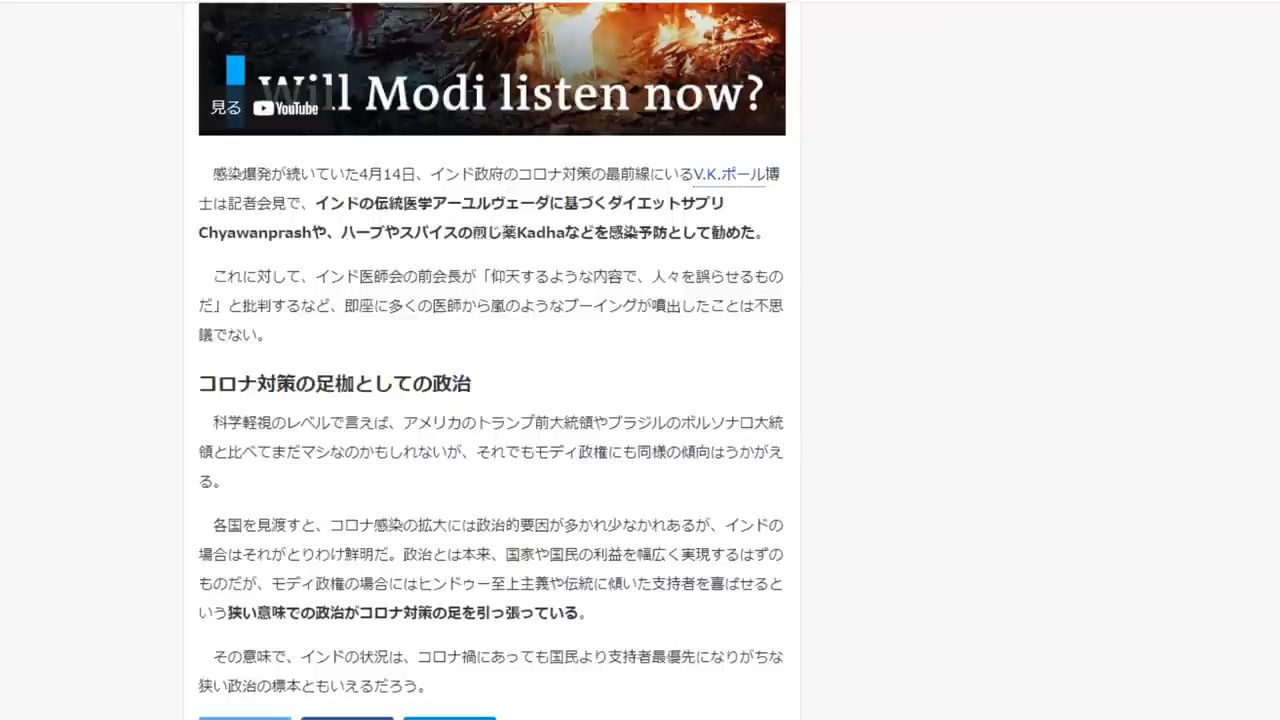 Will Modi listen now?
見る YouTube
感染爆発が続いていた4月14日、インド政府のコロナ対策の最前線にいるV.K.ポール博
士は記者会見で、インドの伝統医学アーユルヴェーダに基づくダイエットサプリ
Chyawanprashや、ハーブやスパイスの煎じ薬Kadhaなどを感染予防として勧めた。
これに対して、インド医師会の前会長が「仰天するような内容で、人々を誤らせるもの
だ」と批判するなど、即座に多くの医師から嵐のようなブーイングが噴出したことは不思
議でない。
コロナ対策の足枷としての政治
科学軽視のレベルで言えば、アメリカのトランプ前大統領やブラジルのボルソナロ大統
領と比べてまだマシなのかもしれないが、それでもモディ政権にも同様の傾向はうかがえ
る。
各国を見渡すと、コロナ感染の拡大には政治的要因が多かれ少なかれあるが、インドの
場合はそれがとりわけ鮮明だ。政治とは本来、国家や国民の利益を幅広く実現するはずの
ものだが、モディ政権の場合にはヒンドゥー至上主義や伝統に傾いた支持者を喜ばせると
いう狭い意味での政治がコロナ対策の足を引っ張っている。
その意味で、インドの状況は、コロナ禍にあっても国民より支持者最優先になりがちな
狭い政治の標本ともいえるだろう。